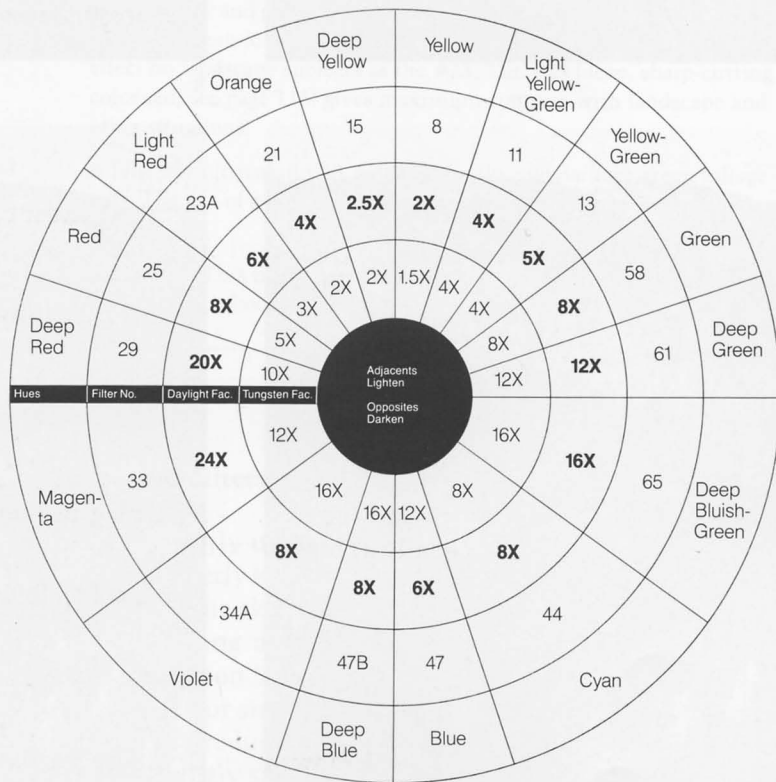 Deep
Yellow
Yellow
Light
Yellow-
Green
Yellow-
Green
Green
Deep
Green
Deep
Bluish-
Green
Cyan
Blue
Deep
Blue
Violet
Magen-
ta
Deep
Red
Red
Light
Red
Orange
15
8
11
13
58
61
65
44
47
47B
34A
33
29
25
23A
21
2.5X
2X
4X
5X
8X
12X
16X
8X
6X
8X
8X
24X
20X
8X
6X
4X
2X
1.5X
4X
4X
8X
12X
16X
8X
12X
16X
16X
12X
10X
5X
3X
2X
Hues
Filter No.
Daylight Fac.
Tungsten Fac.
Adjacents
Lighten
Opposites
Darken